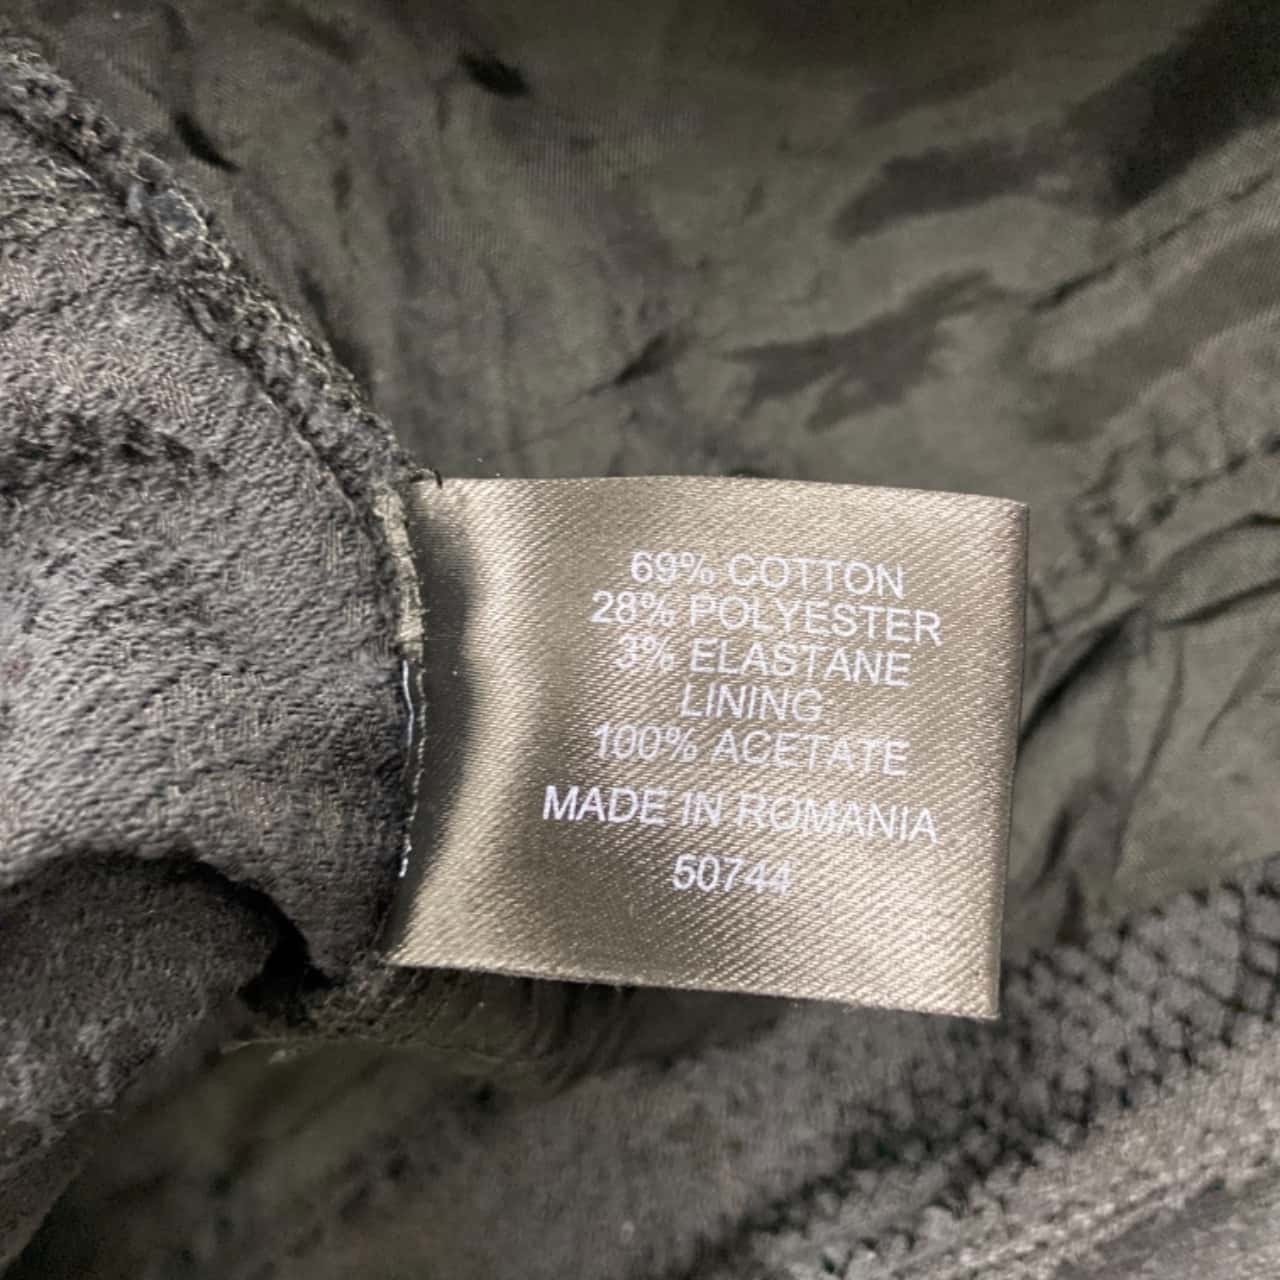 69% COTTON
28% POLYESTER
3% ELASTANE
LINING
100% ACETATE
MADE IN ROMANIA
50744